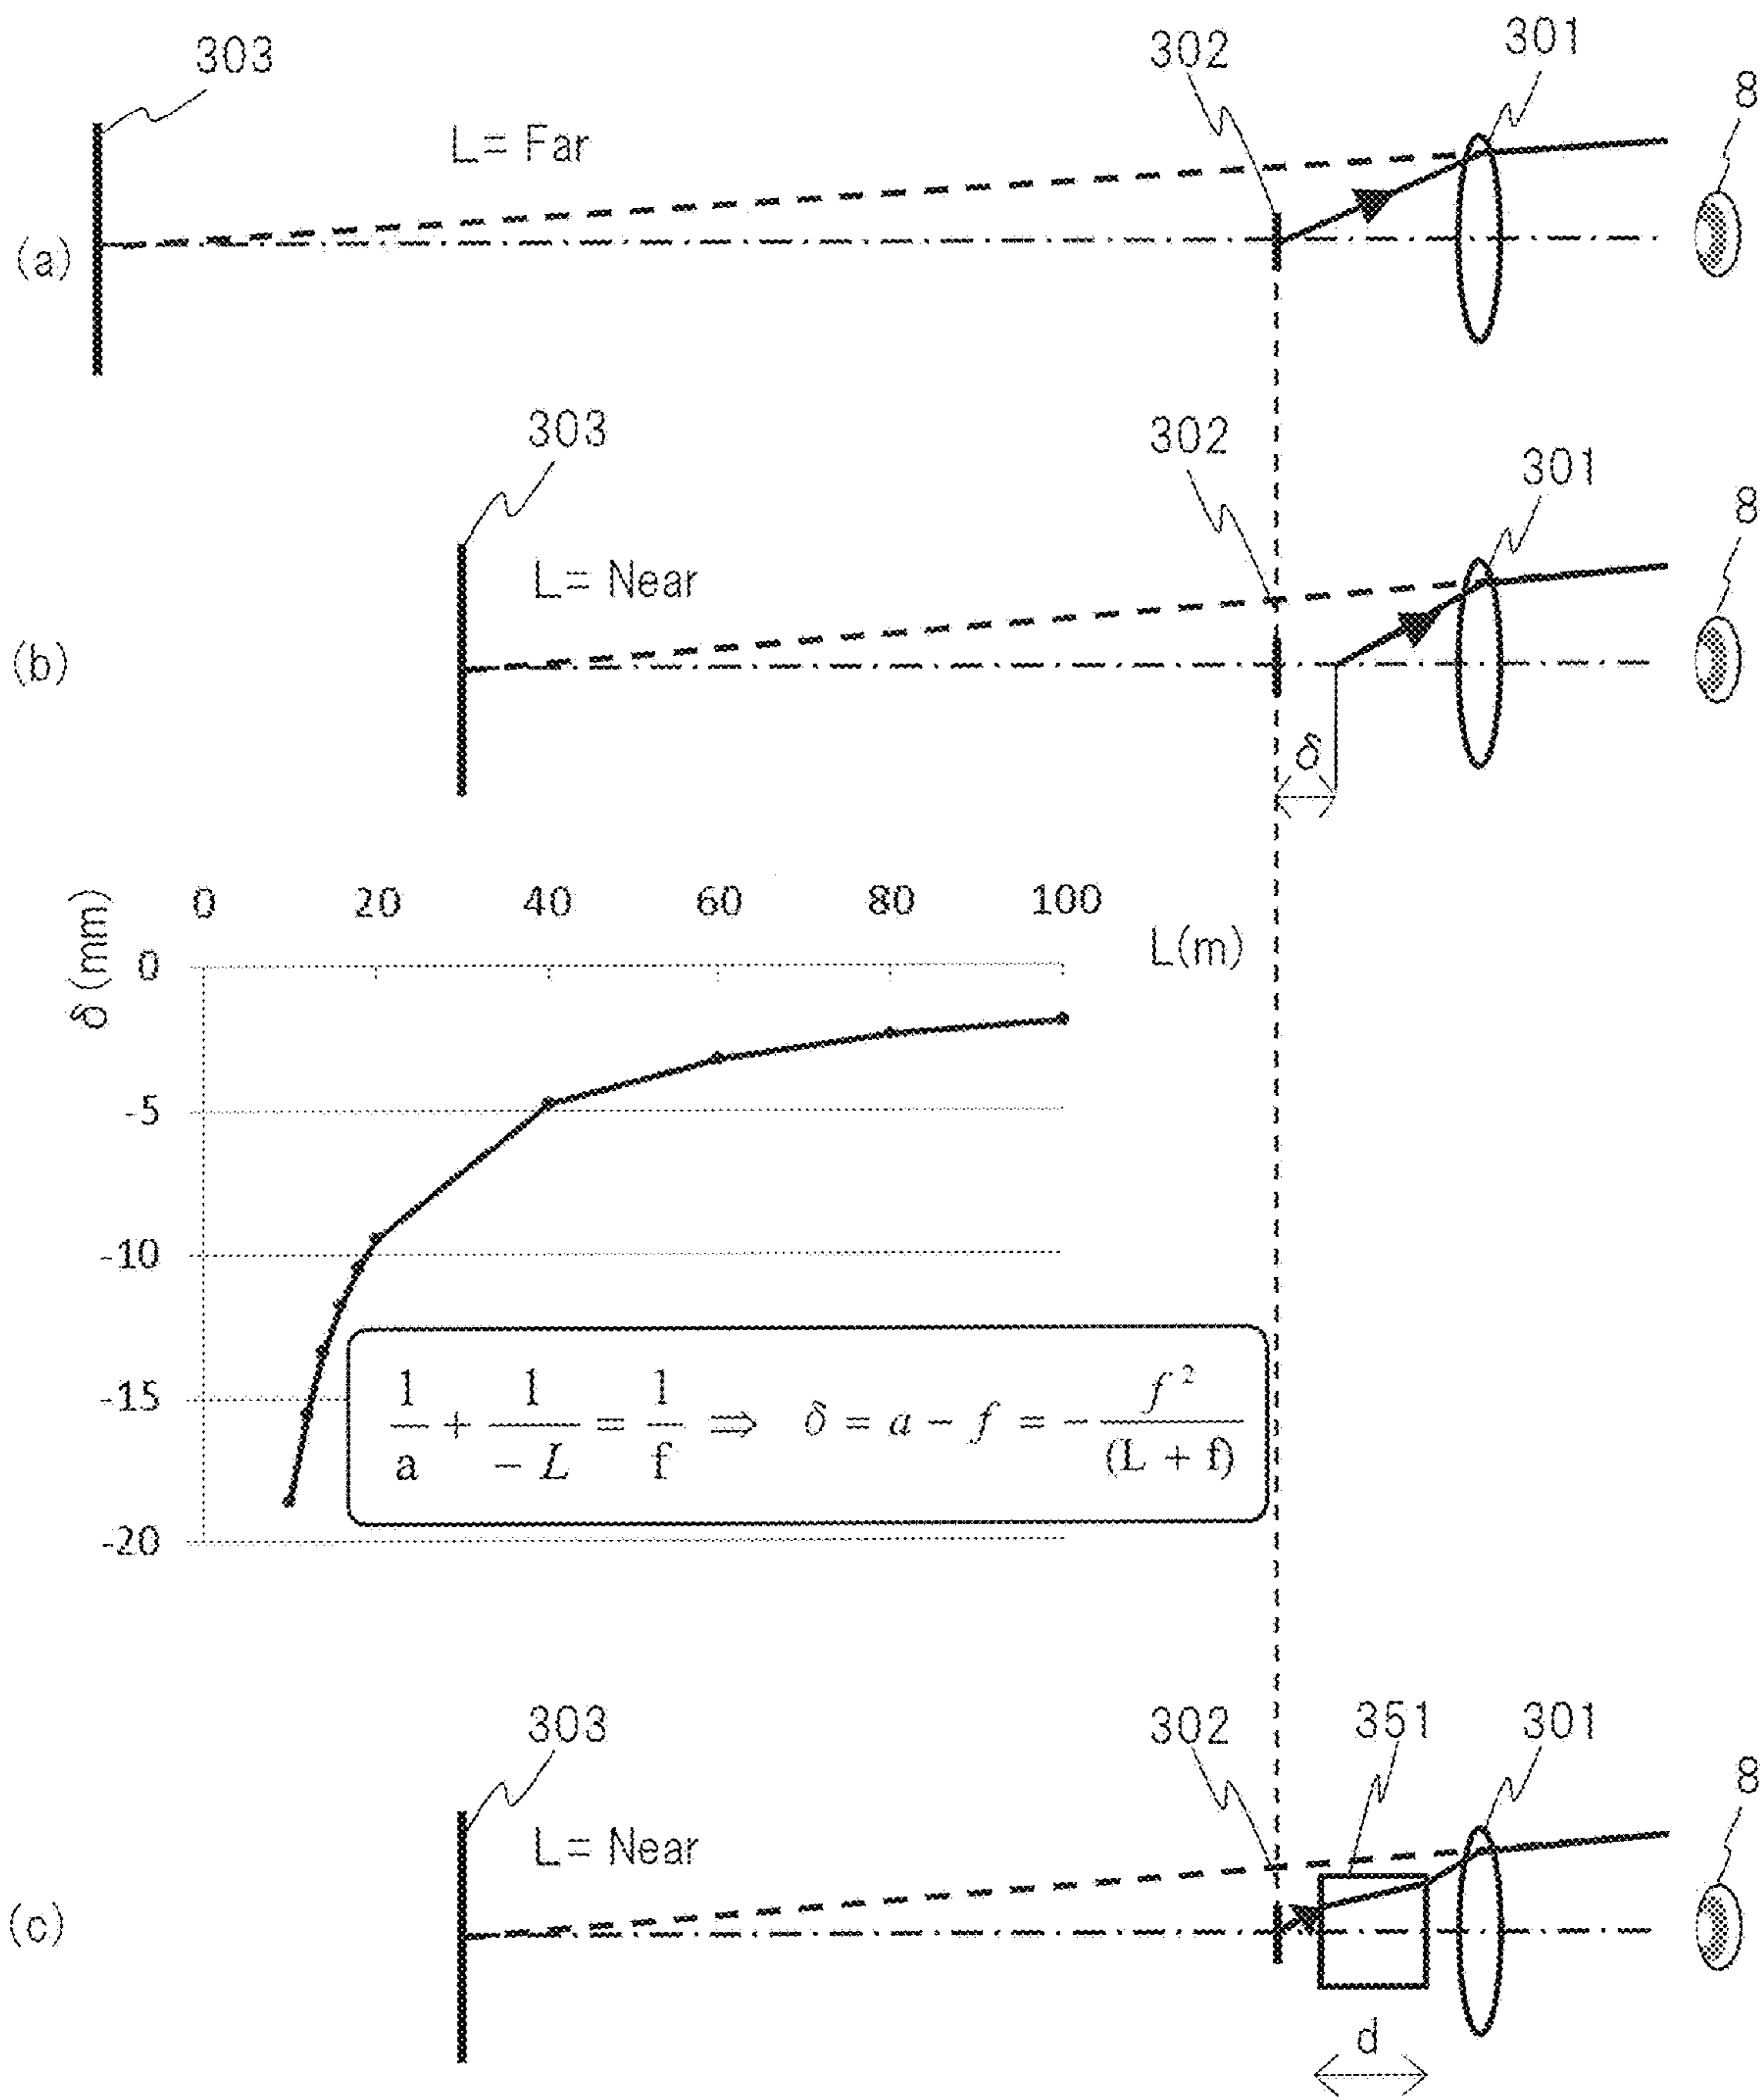 303
302
301
8
L= Far
(a)
303
302
301
8
L= Near
(b)
δ
0 20 40 60 80 100
L(m)
δ (mm)
0
-5
-10
-15
-20
1/a + 1/-L = 1/f ⇒ δ = a - f = - f²/(L + f)
303
302
351
301
8
L= Near
(c)
d